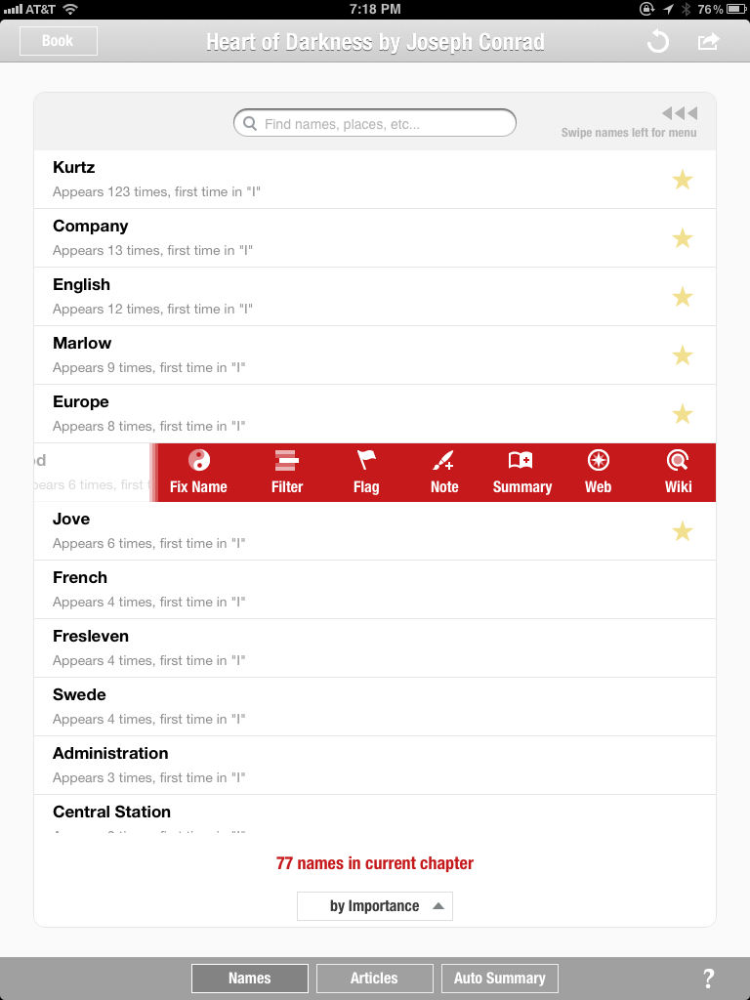 AT&T 7:18 PM 76%
Book Heart of Darkness by Joseph Conrad
Find names, places, etc...
Swipe names left for menu
Kurtz
Appears 123 times, first time in "I"
Company
Appears 13 times, first time in "I"
English
Appears 12 times, first time in "I"
Marlow
Appears 9 times, first time in "I"
Europe
Appears 8 times, first time in "I"
od
pears 6 times, first t
Fix Name Filter Flag Note Summary Web Wiki
Jove
Appears 6 times, first time in "I"
French
Appears 4 times, first time in "I"
Fresleven
Appears 4 times, first time in "I"
Swede
Appears 4 times, first time in "I"
Administration
Appears 3 times, first time in "I"
Central Station
77 names in current chapter
by Importance
Names Articles Auto Summary ?